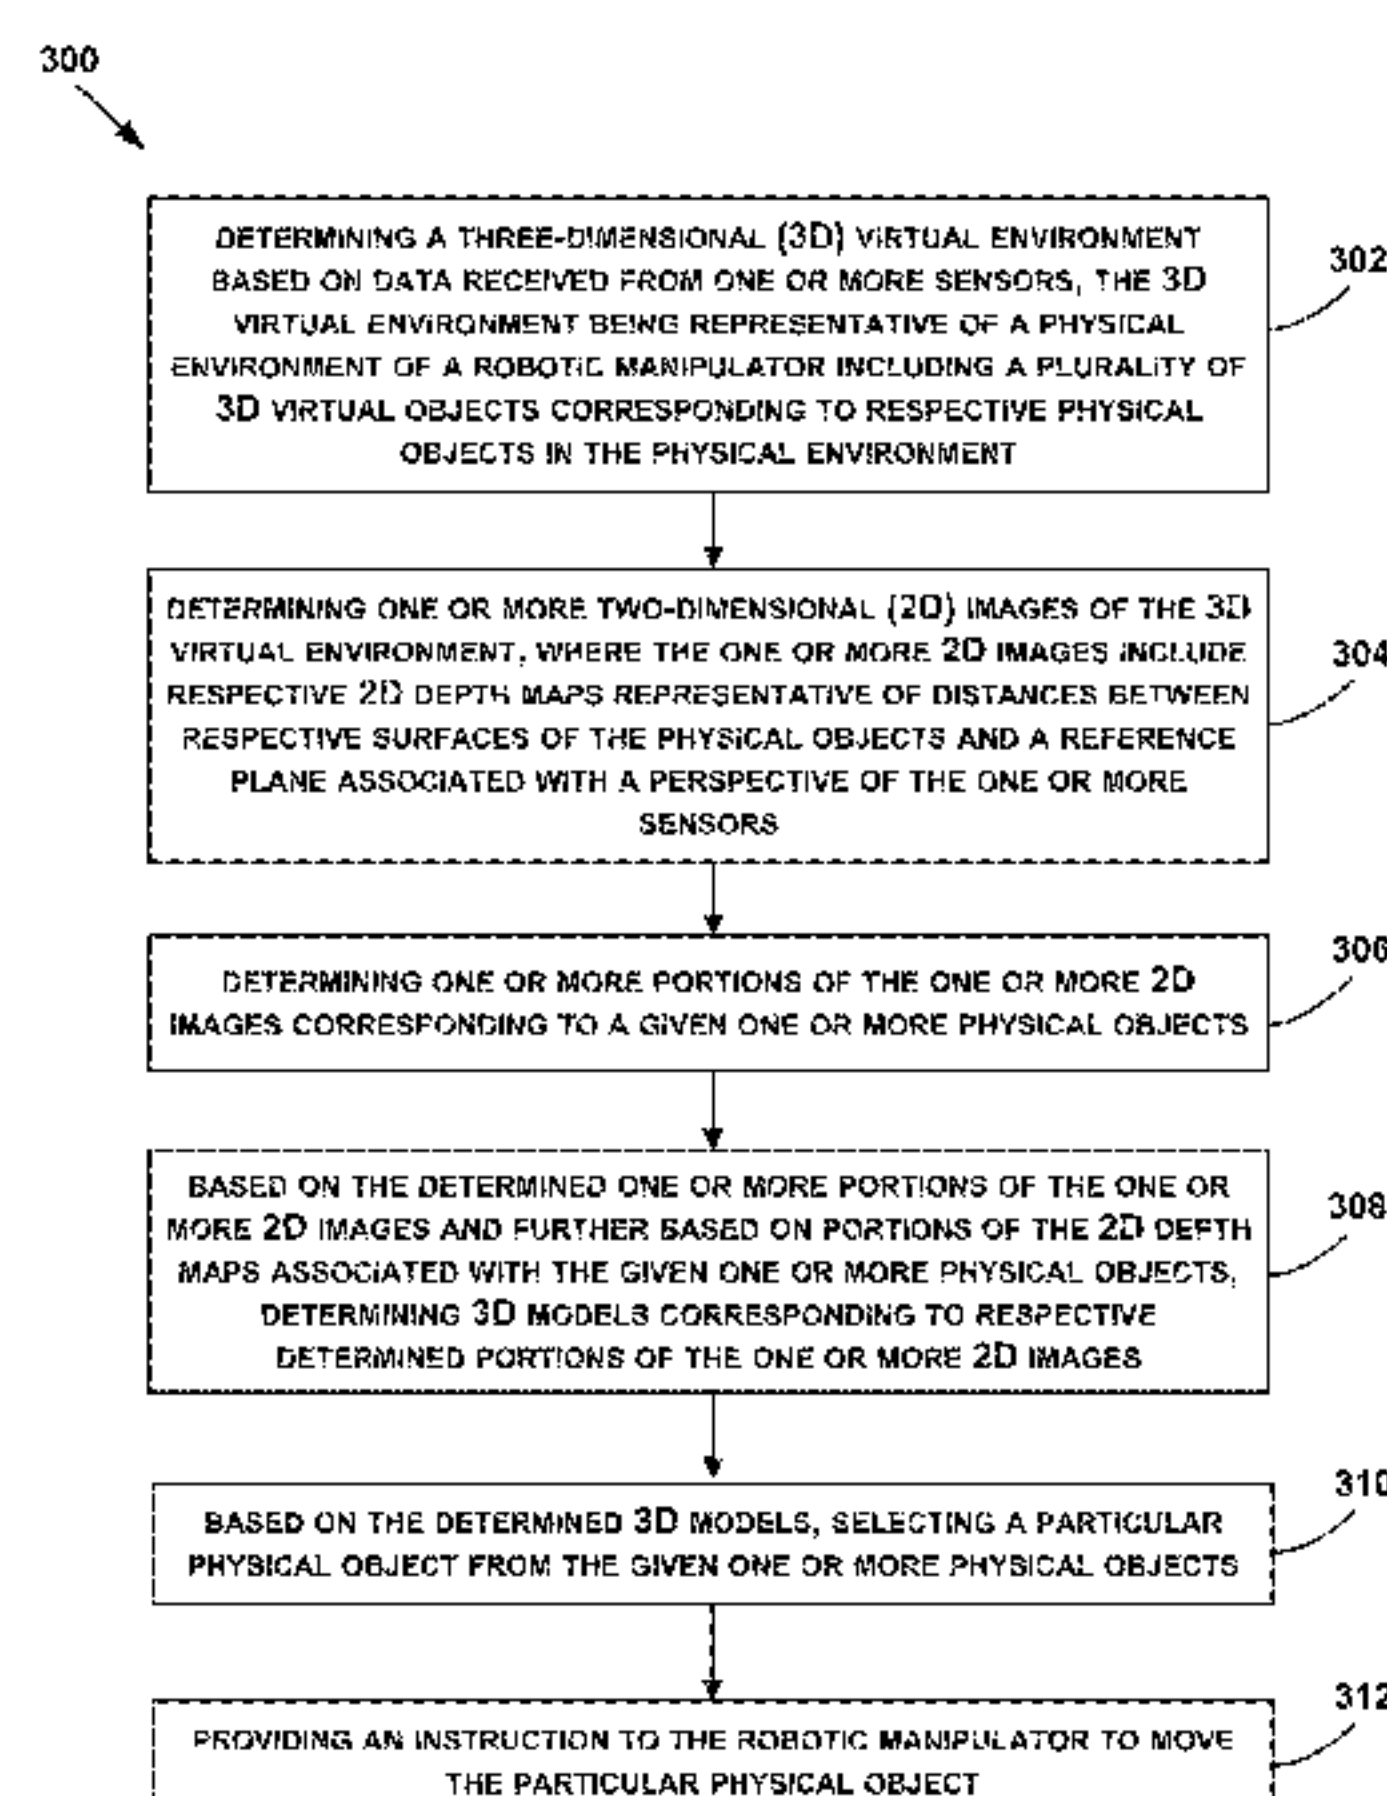 300
DETERMINING A THREE-DIMENSIONAL (3D) VIRTUAL ENVIRONMENT
BASED ON DATA RECEIVED FROM ONE OR MORE SENSORS, THE 3D
VIRTUAL ENVIRONMENT BEING REPRESENTATIVE OF A PHYSICAL
ENVIRONMENT OF A ROBOTIC MANIPULATOR INCLUDING A PLURALITY OF
3D VIRTUAL OBJECTS CORRESPONDING TO RESPECTIVE PHYSICAL
OBJECTS IN THE PHYSICAL ENVIRONMENT
302
DETERMINING ONE OR MORE TWO-DIMENSIONAL (2D) IMAGES OF THE 3D
VIRTUAL ENVIRONMENT, WHERE THE ONE OR MORE 2D IMAGES INCLUDE
RESPECTIVE 2D DEPTH MAPS REPRESENTATIVE OF DISTANCES BETWEEN
RESPECTIVE SURFACES OF THE PHYSICAL OBJECTS AND A REFERENCE
PLANE ASSOCIATED WITH A PERSPECTIVE OF THE ONE OR MORE
SENSORS
304
DETERMINING ONE OR MORE PORTIONS OF THE ONE OR MORE 2D
IMAGES CORRESPONDING TO A GIVEN ONE OR MORE PHYSICAL OBJECTS
306
BASED ON THE DETERMINED ONE OR MORE PORTIONS OF THE ONE OR
MORE 2D IMAGES AND FURTHER BASED ON PORTIONS OF THE 2D DEPTH
MAPS ASSOCIATED WITH THE GIVEN ONE OR MORE PHYSICAL OBJECTS,
DETERMINING 3D MODELS CORRESPONDING TO RESPECTIVE
DETERMINED PORTIONS OF THE ONE OR MORE 2D IMAGES
308
BASED ON THE DETERMINED 3D MODELS, SELECTING A PARTICULAR
PHYSICAL OBJECT FROM THE GIVEN ONE OR MORE PHYSICAL OBJECTS
310
PROVIDING AN INSTRUCTION TO THE ROBOTIC MANIPULATOR TO MOVE
THE PARTICULAR PHYSICAL OBJECT
312